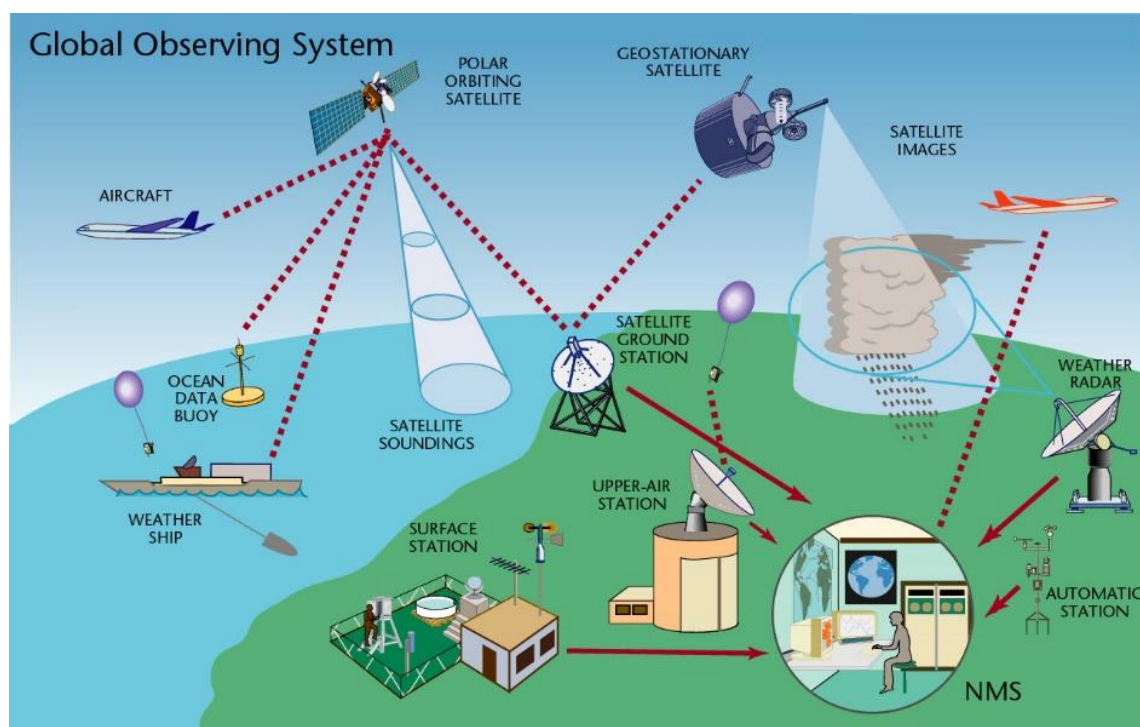 Global Observing System
POLAR
ORBITING
SATELLITE
GEOSTATIONARY
SATELLITE
SATELLITE
IMAGES
AIRCRAFT
SATELLITE
GROUND
STATION
WEATHER
RADAR
OCEAN
DATA
BUOY
SATELLITE
SOUNDINGS
UPPER-AIR
STATION
WEATHER
SHIP
SURFACE
STATION
AUTOMATIC
STATION
NMS